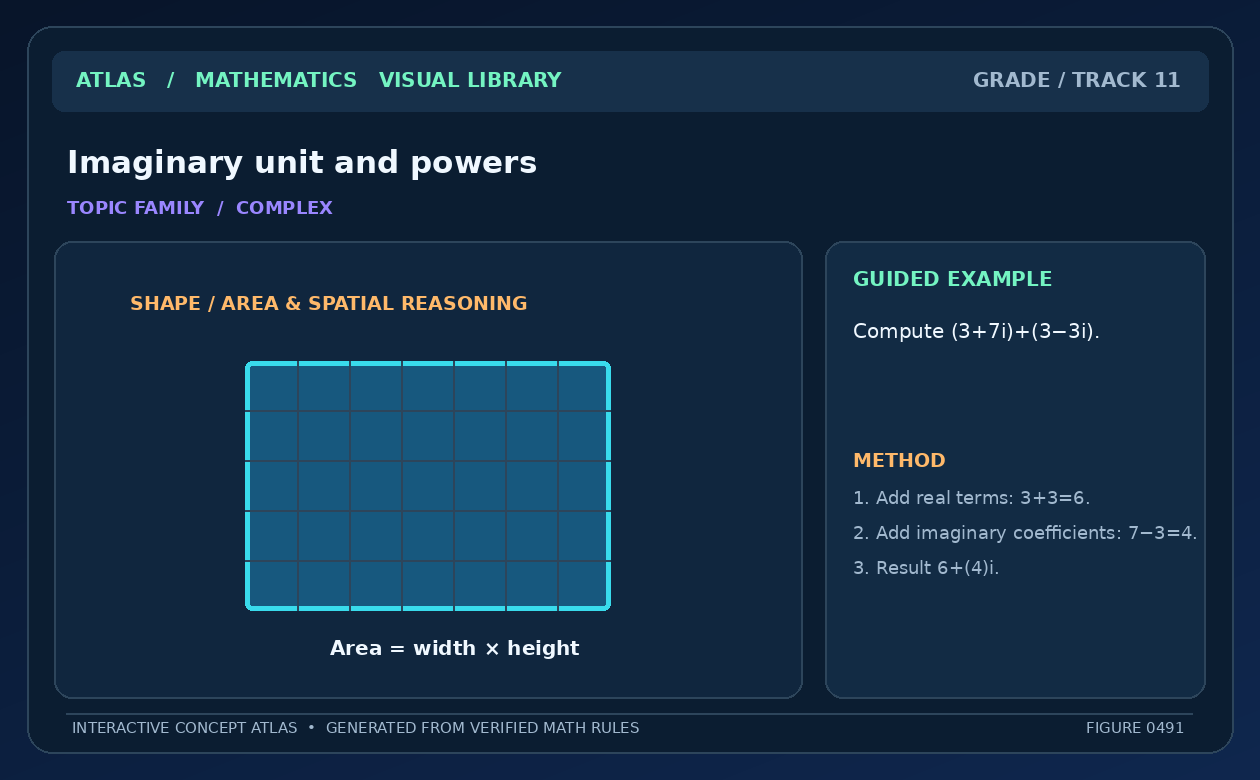 ATLAS / MATHEMATICS VISUAL LIBRARY
GRADE / TRACK 11
Imaginary unit and powers
TOPIC FAMILY / COMPLEX
SHAPE / AREA & SPATIAL REASONING
Area = width × height
GUIDED EXAMPLE
Compute (3+7i)+(3−3i).
METHOD
1. Add real terms: 3+3=6.
2. Add imaginary coefficients: 7−3=4.
3. Result 6+(4)i.
INTERACTIVE CONCEPT ATLAS • GENERATED FROM VERIFIED MATH RULES
FIGURE 0491